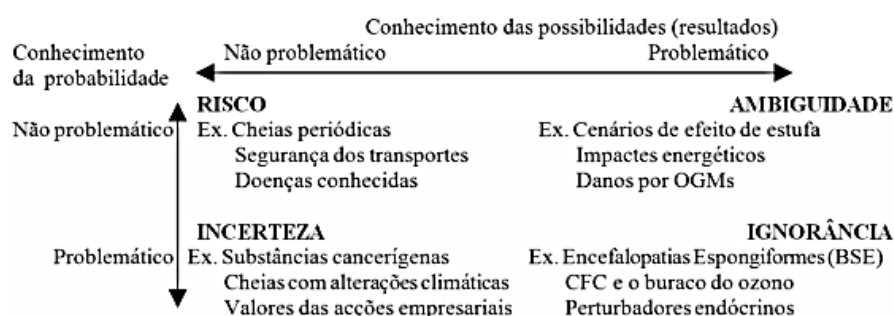 Conhecimento das possibilidades (resultados)
Conhecimento da probabilidade
Não problemático Problemático
Não problemático
RISCO
Ex. Cheias periódicas
Segurança dos transportes
Doenças conhecidas
AMBIGUIDADE
Ex. Cenários de efeito de estufa
Impactes energéticos
Danos por OGMs
Problemático
INCERTEZA
Ex. Substâncias cancerígenas
Cheias com alterações climáticas
Valores das acções empresariais
IGNORÂNCIA
Ex. Encefalopatias Espongiformes (BSE)
CFC e o buraco do ozono
Perturbadores endócrinos